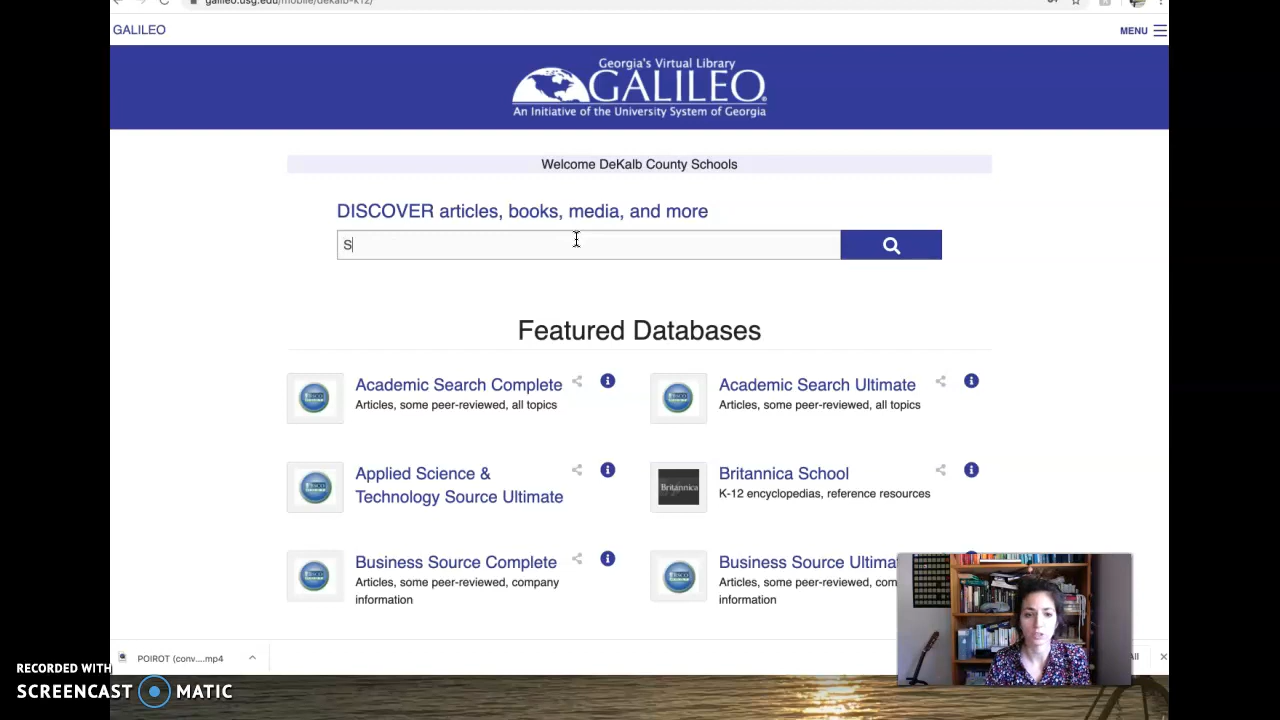 galileo.usg.edu/mobile/dekalb-k12/
GALILEO
MENU
Georgia's Virtual Library
GALILEO
An Initiative of the University System of Georgia
Welcome DeKalb County Schools
DISCOVER articles, books, media, and more
S
Featured Databases
Academic Search Complete
Articles, some peer-reviewed, all topics
Academic Search Ultimate
Articles, some peer-reviewed, all topics
Applied Science &
Technology Source Ultimate
Britannica
Britannica School
K-12 encyclopedias, reference resources
Business Source Complete
Articles, some peer-reviewed, company
information
Business Source Ultima
Articles, some peer-reviewed, com
information
POIROT (conv....mp4
All
RECORDED WITH
SCREENCAST MATIC